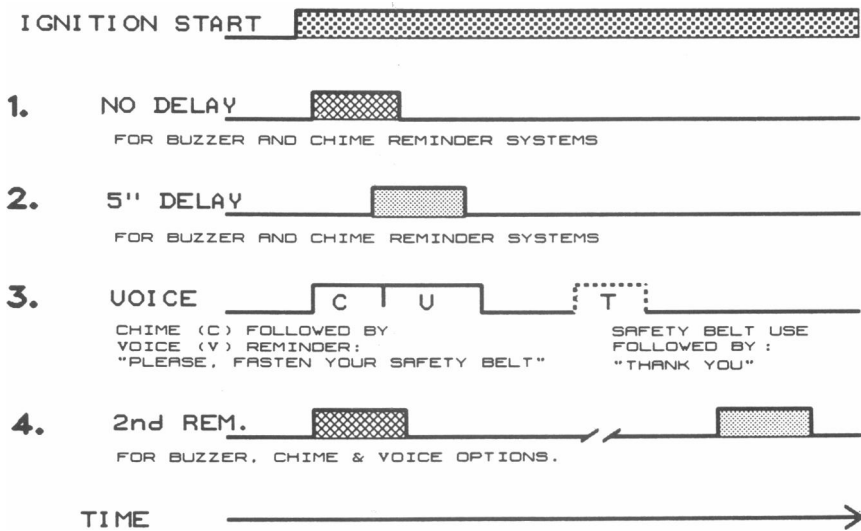 IGNITION START
1. NO DELAY
FOR BUZZER AND CHIME REMINDER SYSTEMS
2. 5" DELAY
FOR BUZZER AND CHIME REMINDER SYSTEMS
3. VOICE C V T
CHIME (C) FOLLOWED BY
VOICE (V) REMINDER:
"PLEASE, FASTEN YOUR SAFETY BELT"
SAFETY BELT USE
FOLLOWED BY :
"THANK YOU"
4. 2nd REM.
FOR BUZZER, CHIME & VOICE OPTIONS.
TIME